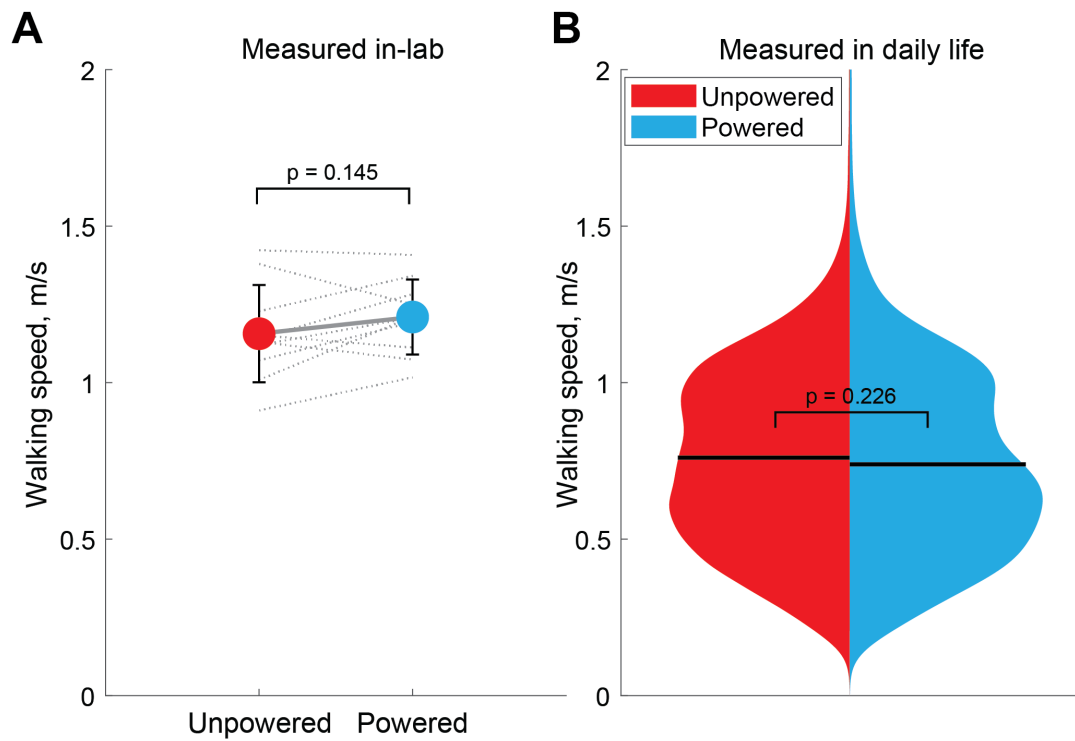 A
Measured in-lab
Walking speed, m/s
2
1.5
1
0.5
0
p = 0.145
Unpowered
Powered
B
Measured in daily life
Walking speed, m/s
2
1.5
1
0.5
0
Unpowered
Powered
p = 0.226